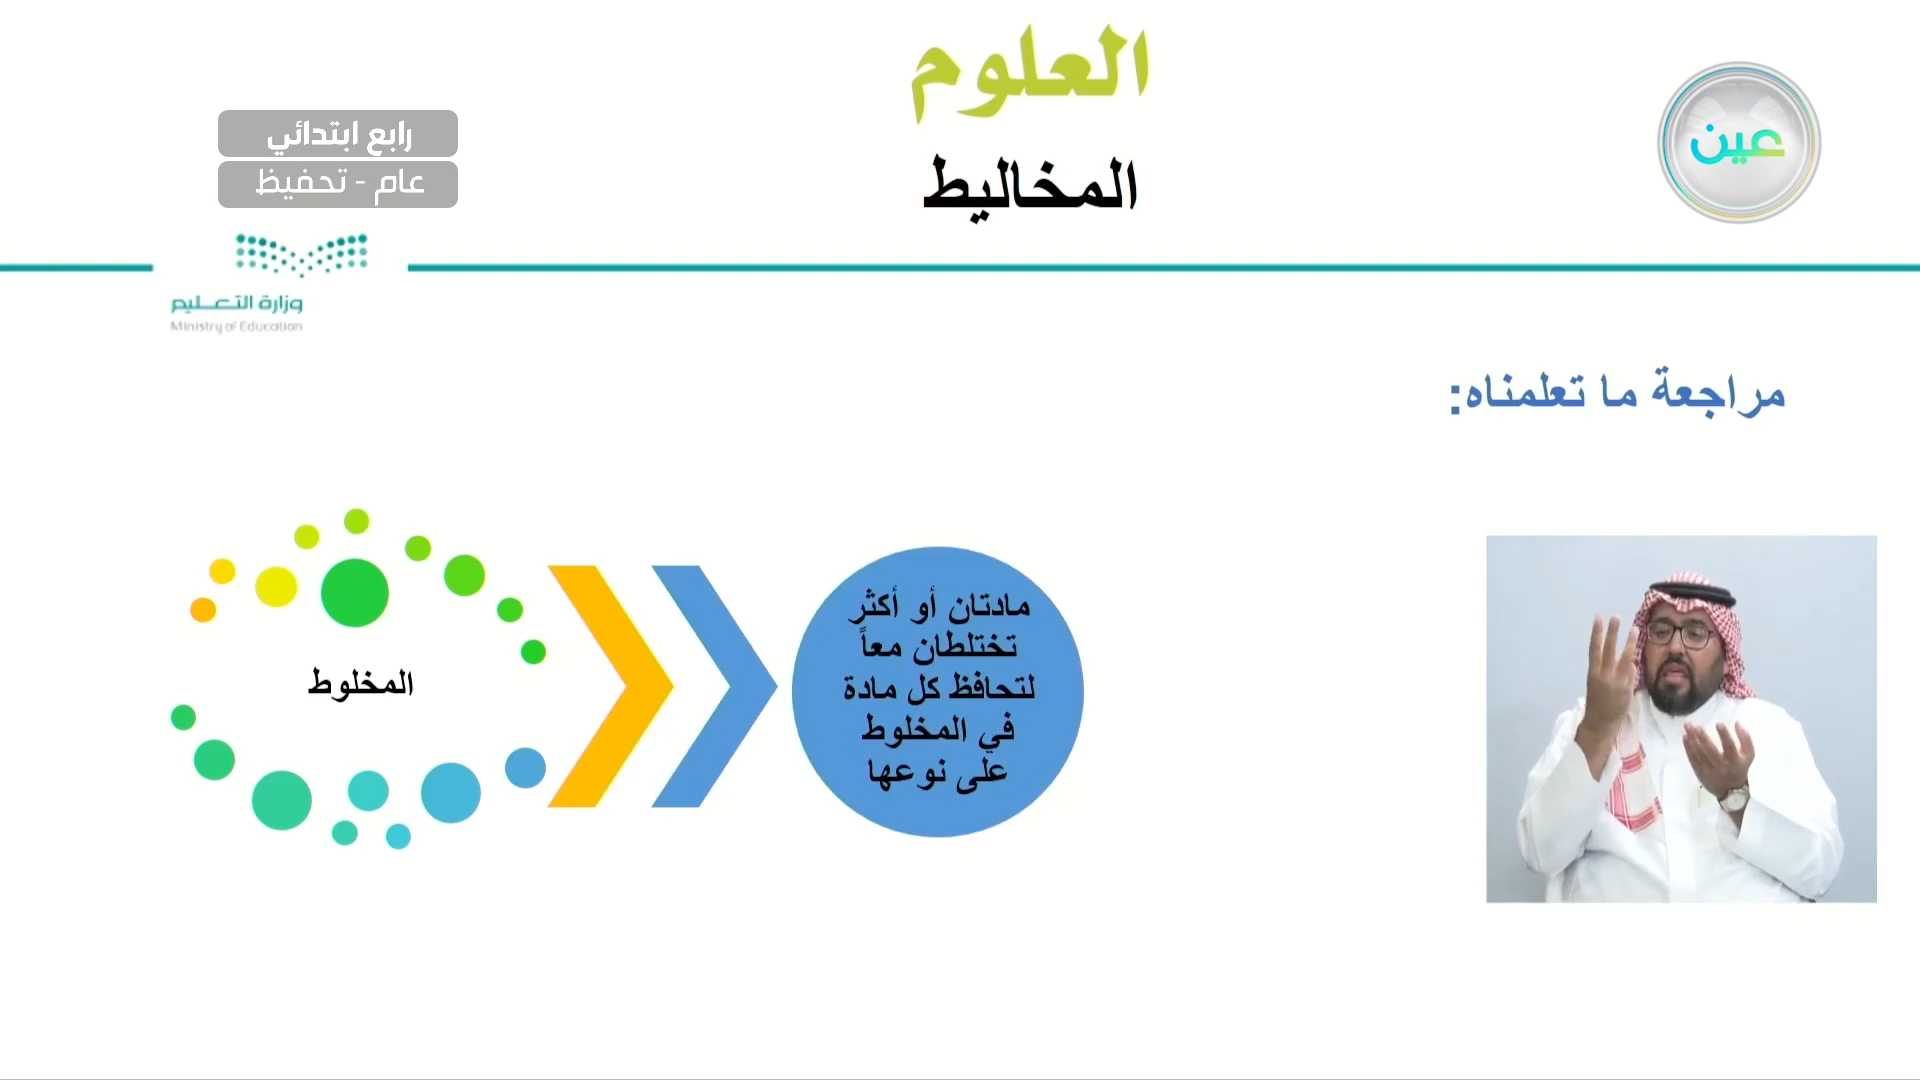 العلوم
المخاليط
عين
رابع ابتدائي
عام - تحفيظ
وزارة التعليم
Ministry of Education
مراجعة ما تعلمناه:
المخلوط
مادتان أو أكثر
تختلطان معاً
لتحافظ كل مادة
في المخلوط
على نوعها